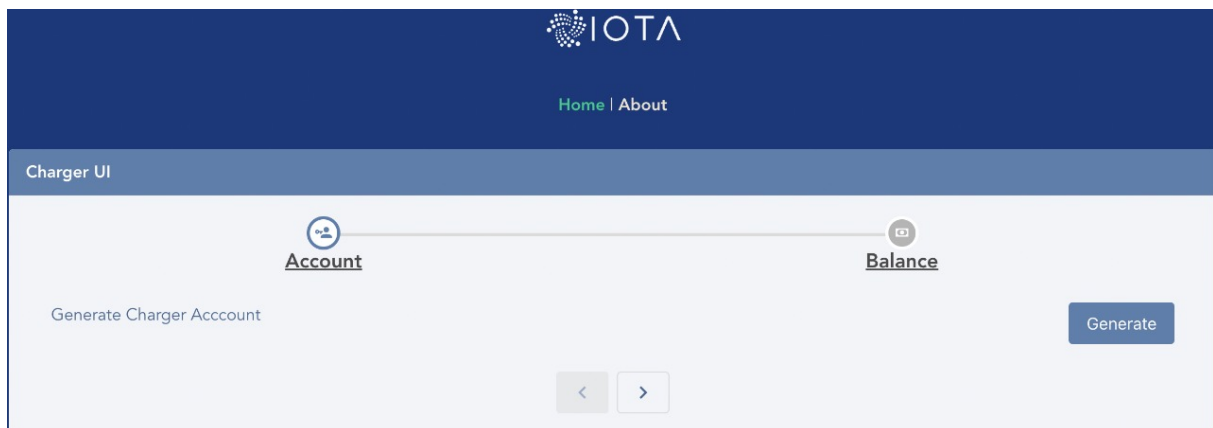 IOTA
Home | About
Charger UI
Account
Balance
Generate Charger Acccount
Generate